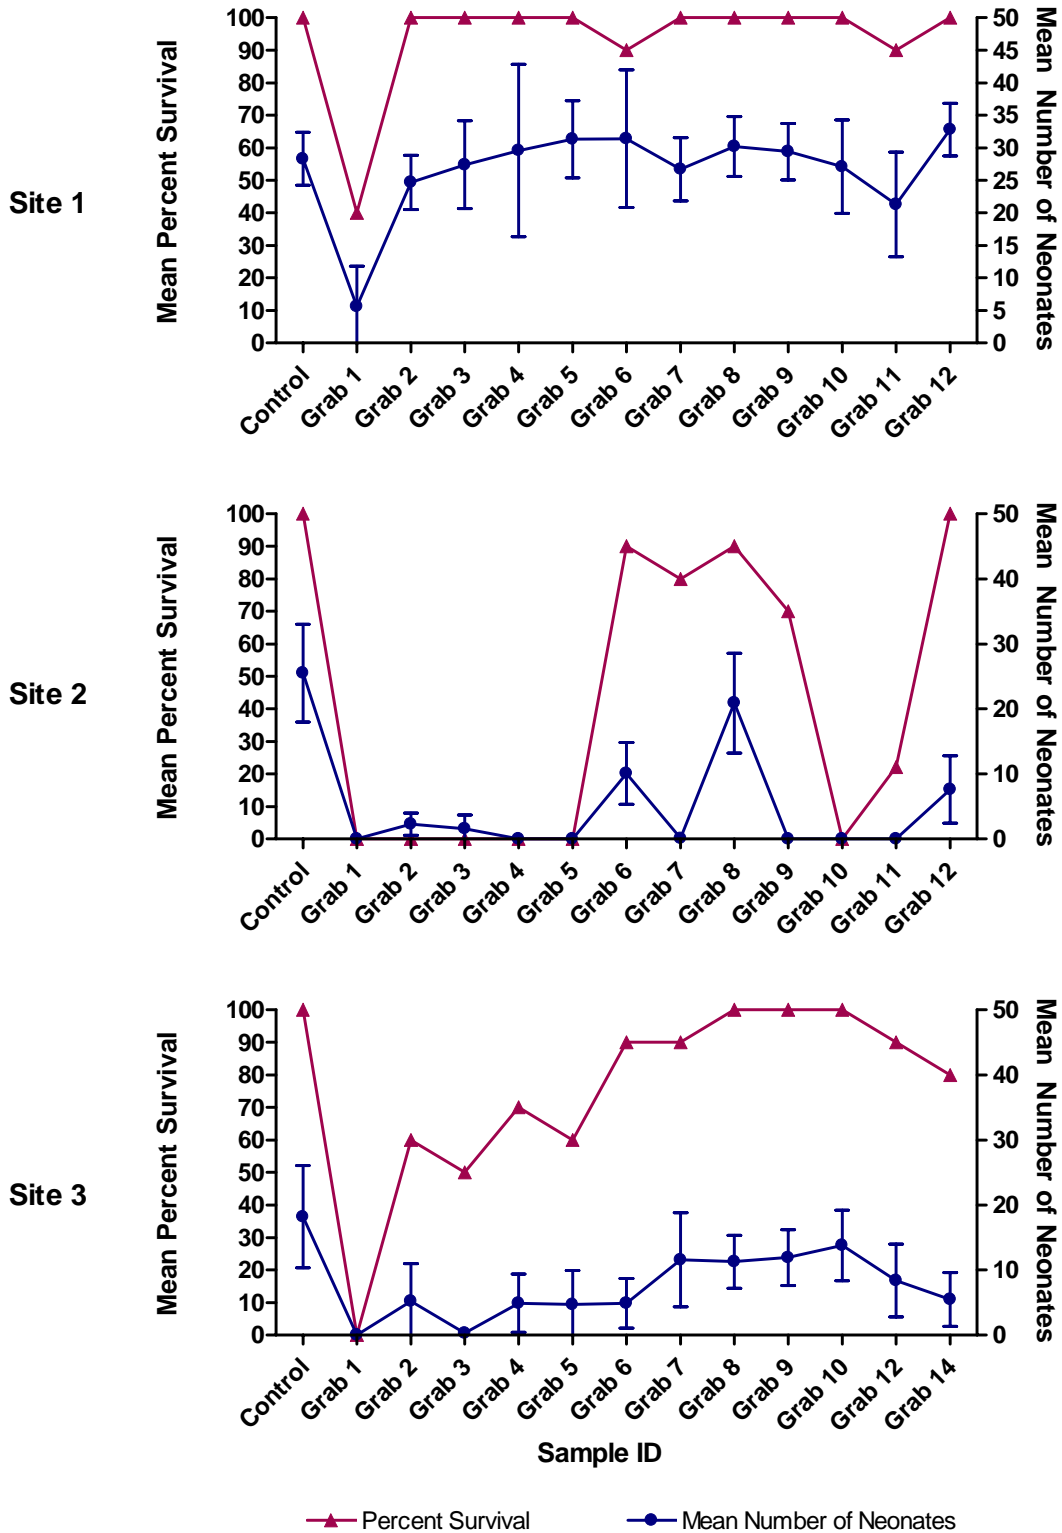 Site 1
Mean Percent Survival
100
90
80
70
60
50
40
30
20
10
0
50
45
40
35
30
25
20
15
10
5
0
Mean Number of Neonates
Control
Grab 1
Grab 2
Grab 3
Grab 4
Grab 5
Grab 6
Grab 7
Grab 8
Grab 9
Grab 10
Grab 11
Grab 12
Site 2
Mean Percent Survival
100
90
80
70
60
50
40
30
20
10
0
50
40
30
20
10
0
Mean Number of Neonates
Control
Grab 1
Grab 2
Grab 3
Grab 4
Grab 5
Grab 6
Grab 7
Grab 8
Grab 9
Grab 10
Grab 11
Grab 12
Site 3
Mean Percent Survival
100
90
80
70
60
50
40
30
20
10
0
50
40
30
20
10
0
Mean Number of Neonates
Control
Grab 1
Grab 2
Grab 3
Grab 4
Grab 5
Grab 6
Grab 7
Grab 8
Grab 9
Grab 10
Grab 12
Grab 14
Sample ID
Percent Survival
Mean Number of Neonates